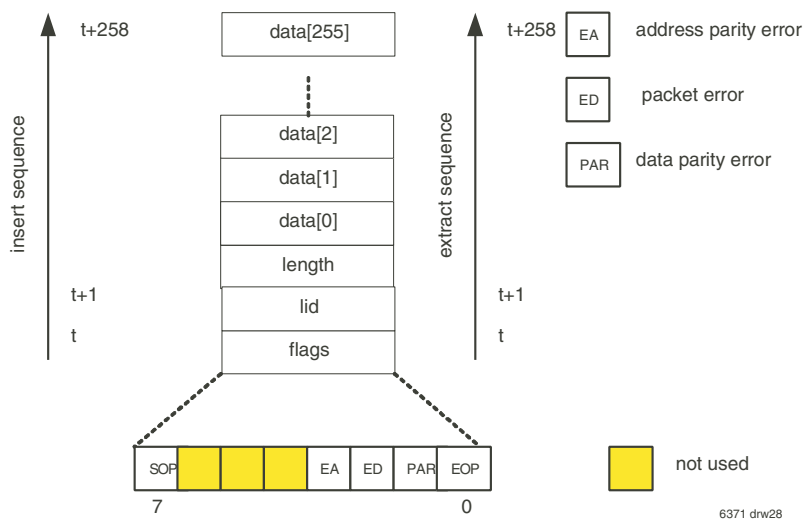 t+258
data[255]
t+258
EA
address parity error
ED
packet error
PAR
data parity error
insert sequence
extract sequence
data[2]
data[1]
data[0]
length
t+1
lid
t+1
t
flags
t
SOP
EA
ED
PAR
EOP
7
0
not used
6371 drw28